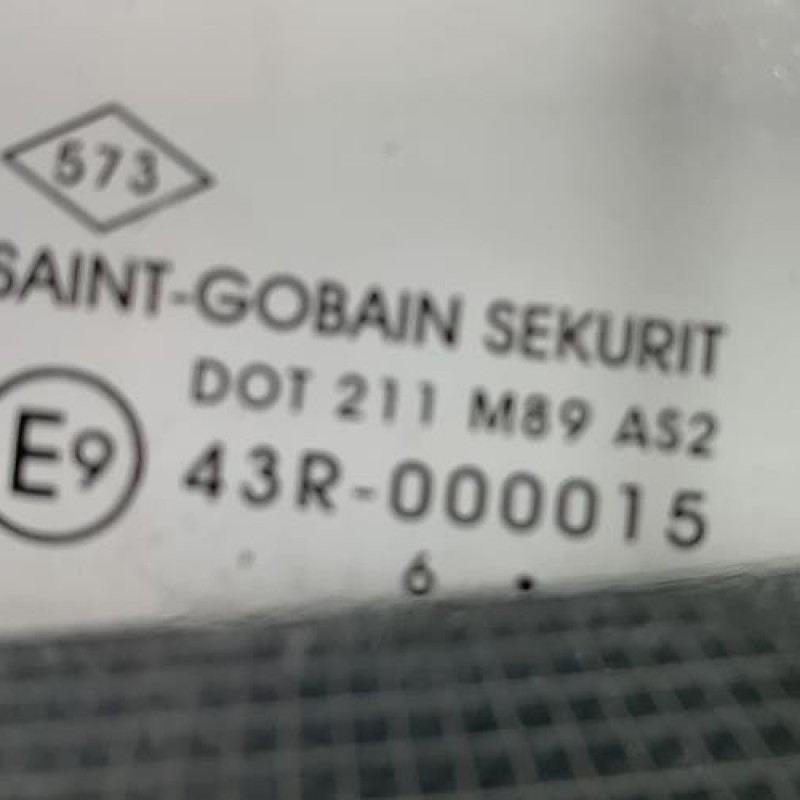 573
SAINT-GOBAIN SEKURIT
DOT 211 M89 AS2
E9 43R-000015
6 .